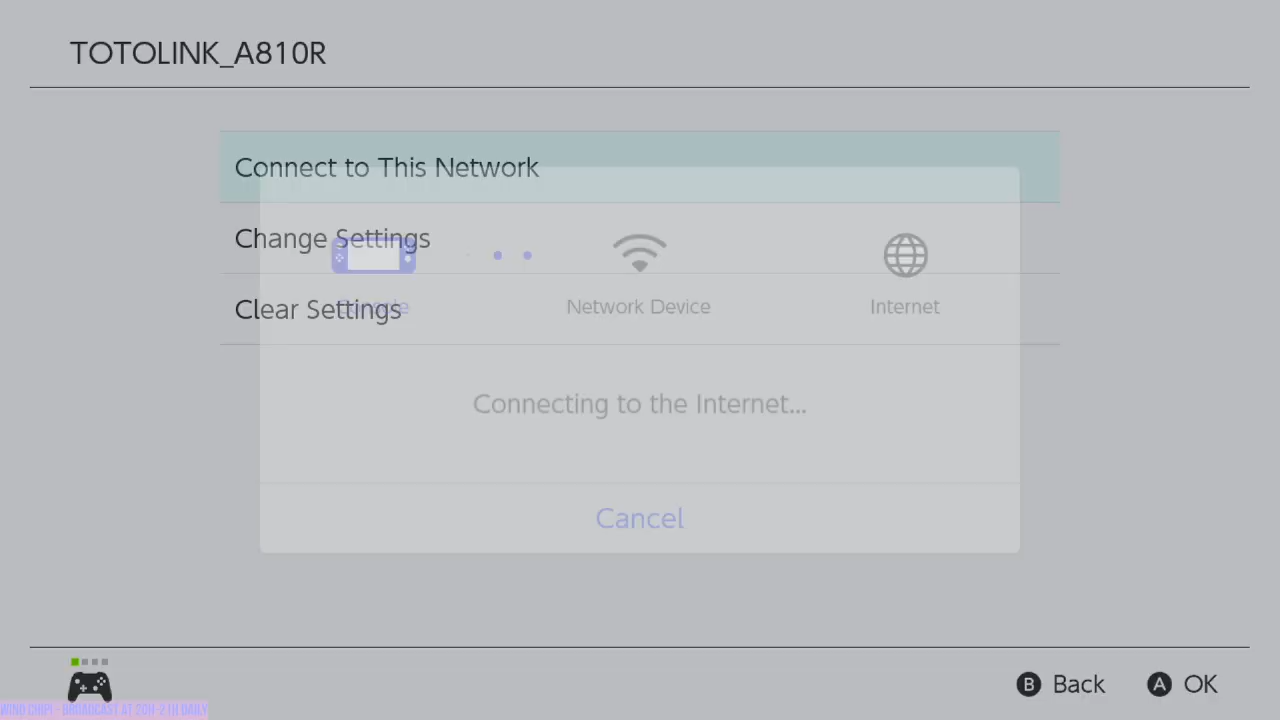 TOTOLINK_A810R
Connect to This Network
Change Settings
Clear Settings
Console
Network Device
Internet
Connecting to the Internet...
Cancel
B Back
A OK